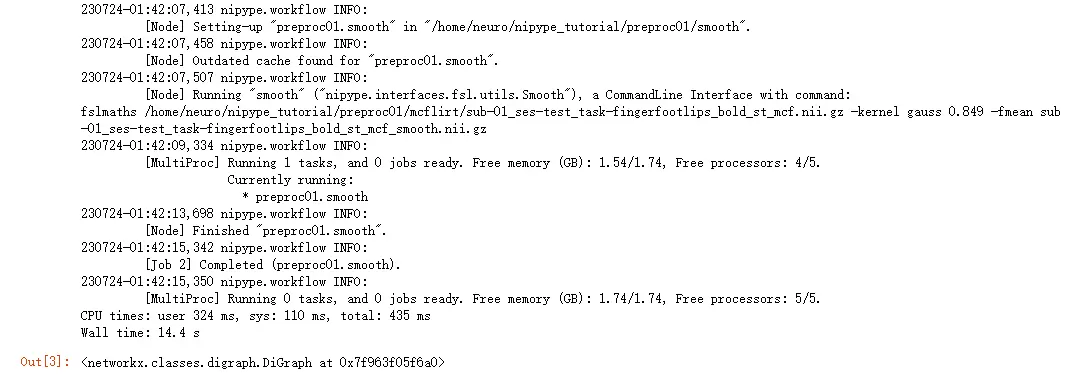 230724-01:42:07,413 nipype.workflow INFO:
[Node] Setting-up "preproc01.smooth" in "/home/neuro/nipype_tutorial/preproc01/smooth".
230724-01:42:07,458 nipype.workflow INFO:
[Node] Outdated cache found for "preproc01.smooth".
230724-01:42:07,507 nipype.workflow INFO:
[Node] Running "smooth" ("nipype.interfaces.fsl.utils.Smooth"), a CommandLine Interface with command:
fslmaths /home/neuro/nipype_tutorial/preproc01/mcflirt/sub-01_ses-test_task-fingerfootlips_bold_st_mcf.nii.gz -kernel gauss 0.849 -fmean sub
-01_ses-test_task-fingerfootlips_bold_st_mcf_smooth.nii.gz
230724-01:42:09,334 nipype.workflow INFO:
[MultiProc] Running 1 tasks, and 0 jobs ready. Free memory (GB): 1.54/1.74, Free processors: 4/5.
Currently running:
* preproc01.smooth
230724-01:42:13,698 nipype.workflow INFO:
[Node] Finished "preproc01.smooth".
230724-01:42:15,342 nipype.workflow INFO:
[Job 2] Completed (preproc01.smooth).
230724-01:42:15,350 nipype.workflow INFO:
[MultiProc] Running 0 tasks, and 0 jobs ready. Free memory (GB): 1.74/1.74, Free processors: 5/5.
CPU times: user 324 ms, sys: 110 ms, total: 435 ms
Wall time: 14.4 s
Out[3]: <networkx.classes.digraph.DiGraph at 0x7f963f05f6a0>